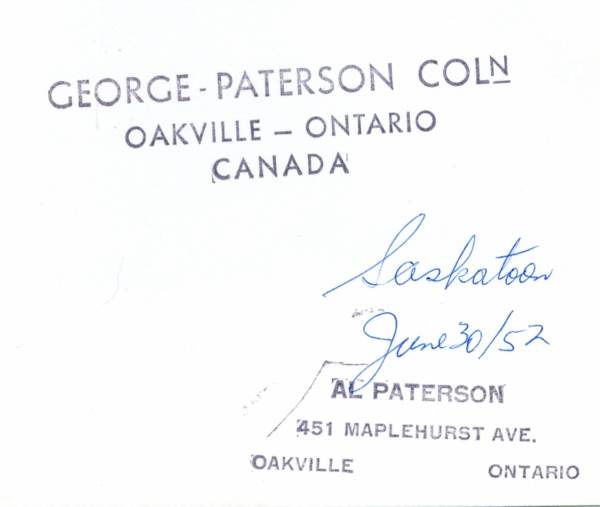 GEORGE-PATERSON COLN
OAKVILLE — ONTARIO
CANADA
Saskatoon
June 30/52
AL PATERSON
451 MAPLEHURST AVE.
OAKVILLE ONTARIO